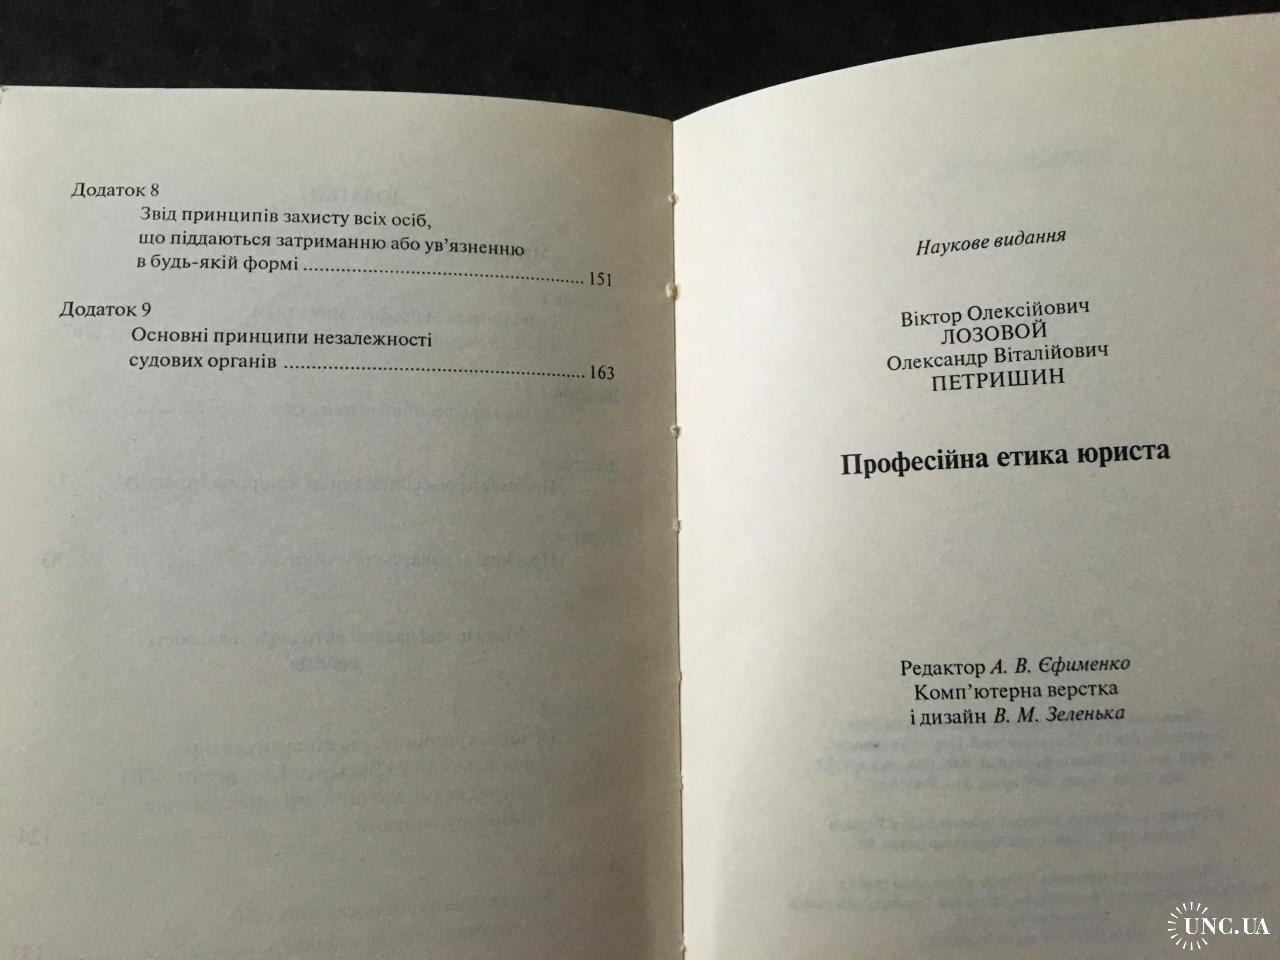 Додаток 8
Звід принципів захисту всіх осіб,
що піддаються затриманню або ув’язненню
в будь-якій формі .................................................... 151
Додаток 9
Основні принципи незалежності
судових органів ...................................................... 163
Наукове видання
Віктор Олексійович
ЛОЗОВОЙ
Олександр Віталійович
ПЕТРИШИН
Професійна етика юриста
Редактор А. В. Єфименко
Комп’ютерна верстка
і дизайн В. М. Зеленька
UNC.UA